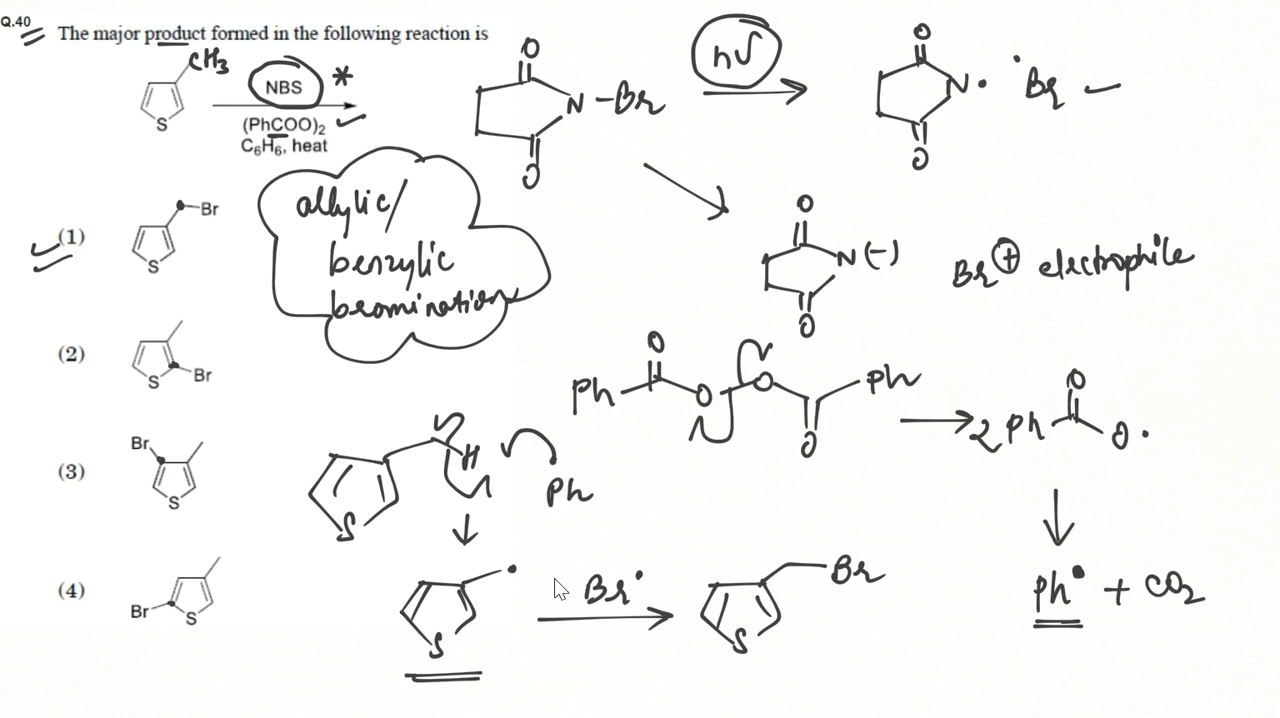 Q.40
The major product formed in the following reaction is
CH3
NBS *
(PhCOO)2
C6H6, heat
S
O
N-Br
O
hν
O
N• •Br
O
allylic/
benzylic
bromination
(1) Br
S
O
N(-)
O
Br+ electrophile
(2) Br
S
Ph O O O Ph
O
2 Ph O O•
(3) Br
S
S H Ph
Ph• + CO2
(4) Br
S
S
Br•
S Br